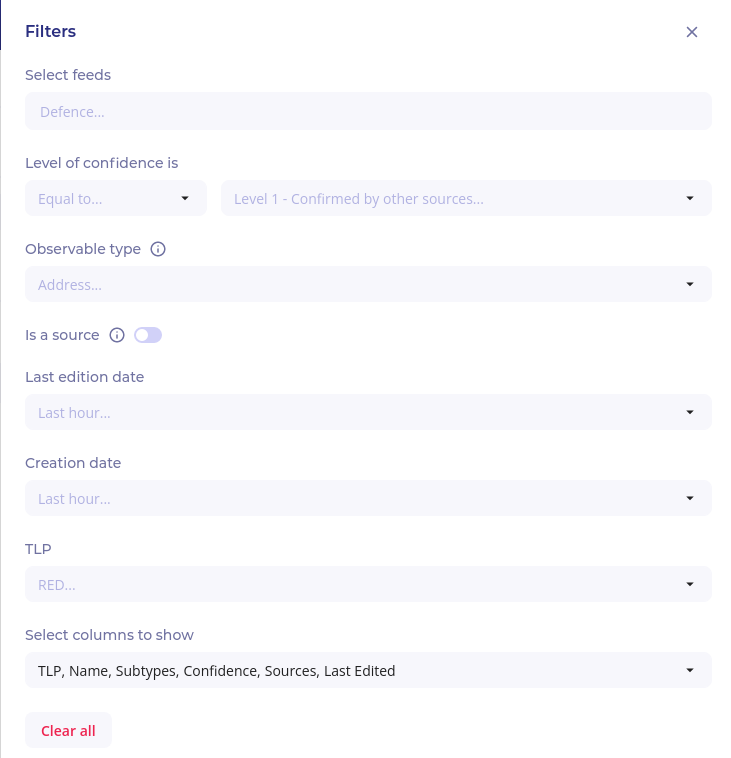 Filters
Select feeds
Defence...
Level of confidence is
Equal to... Level 1 - Confirmed by other sources...
Observable type
Address...
Is a source
Last edition date
Last hour...
Creation date
Last hour...
TLP
RED...
Select columns to show
TLP, Name, Subtypes, Confidence, Sources, Last Edited
Clear all